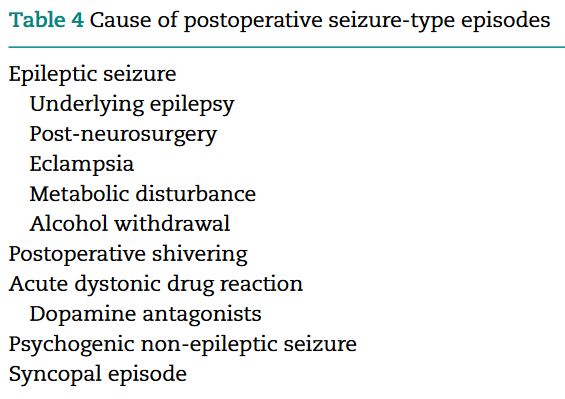 Table 4 Cause of postoperative seizure-type episodes
Epileptic seizure
Underlying epilepsy
Post-neurosurgery
Eclampsia
Metabolic disturbance
Alcohol withdrawal
Postoperative shivering
Acute dystonic drug reaction
Dopamine antagonists
Psychogenic non-epileptic seizure
Syncopal episode